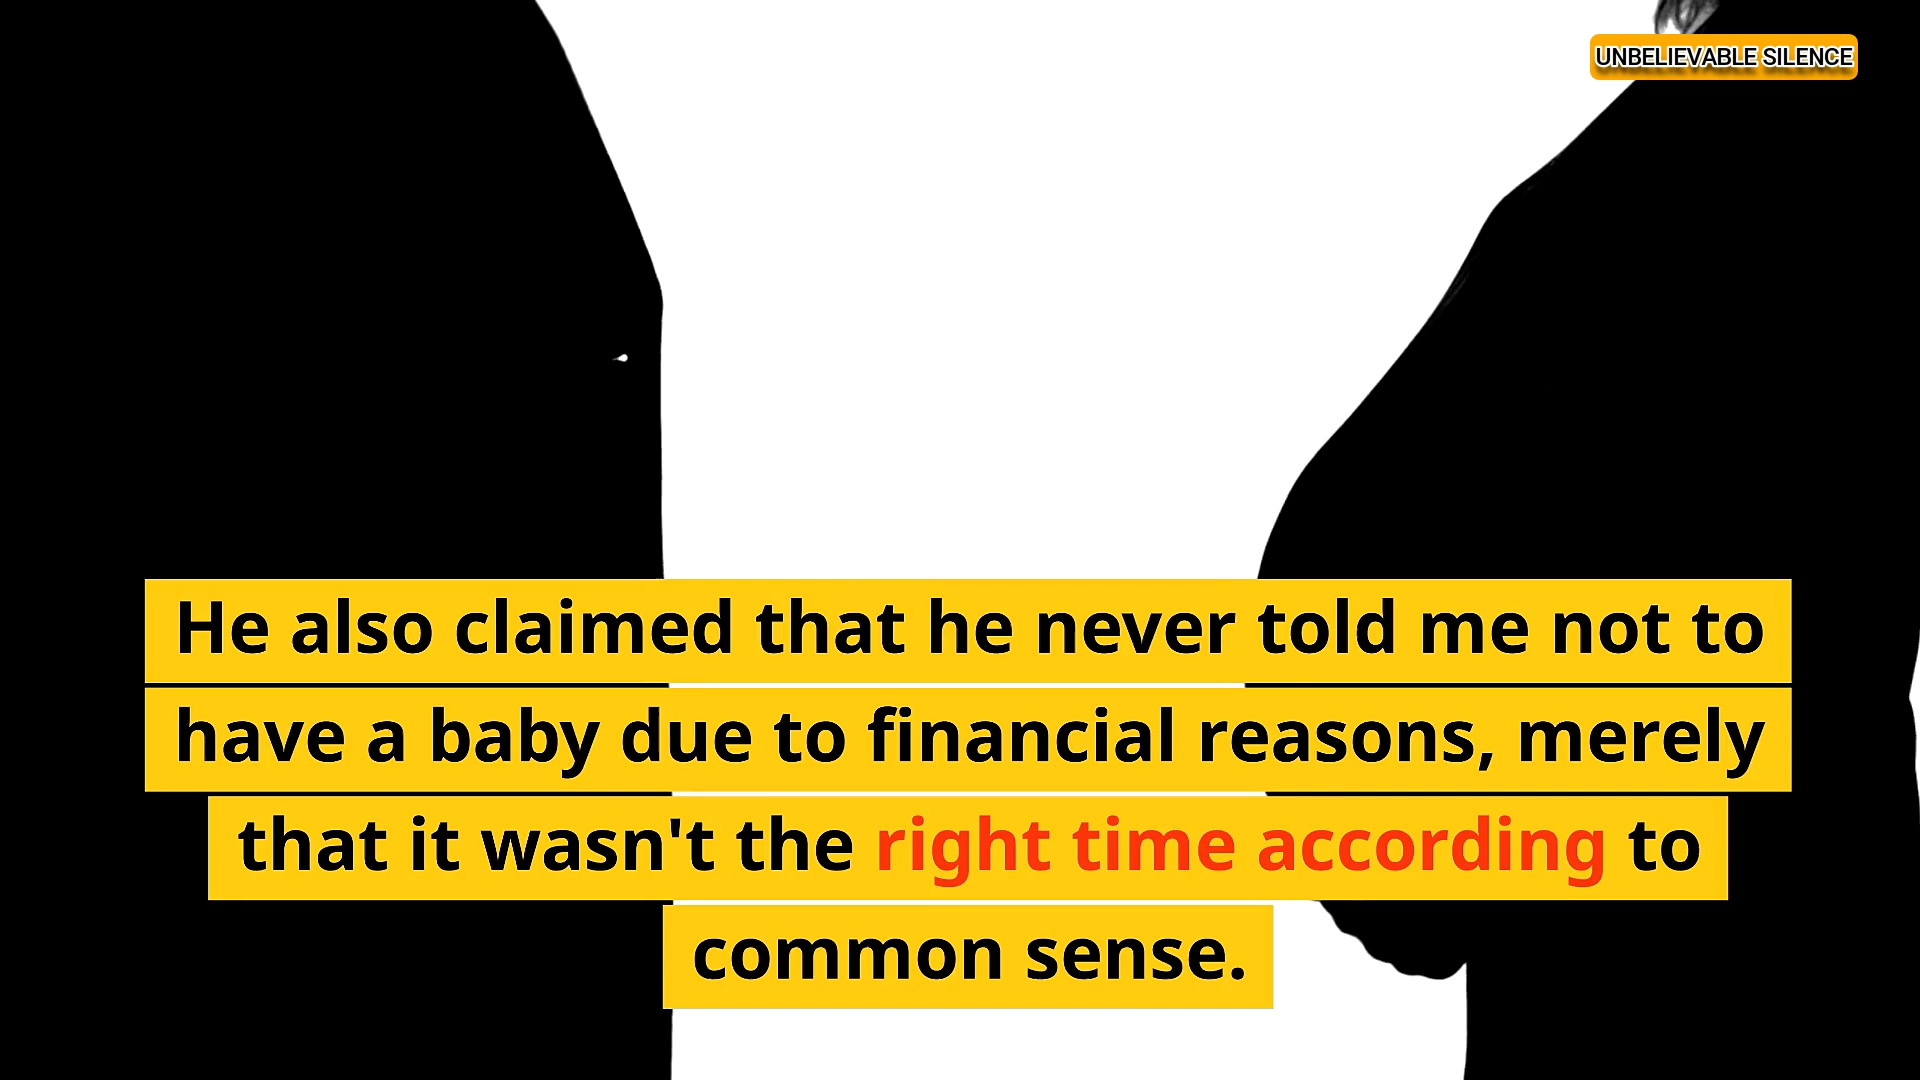 UNBELIEVABLE SILENCE
He also claimed that he never told me not to
have a baby due to financial reasons, merely
that it wasn't the right time according to
common sense.